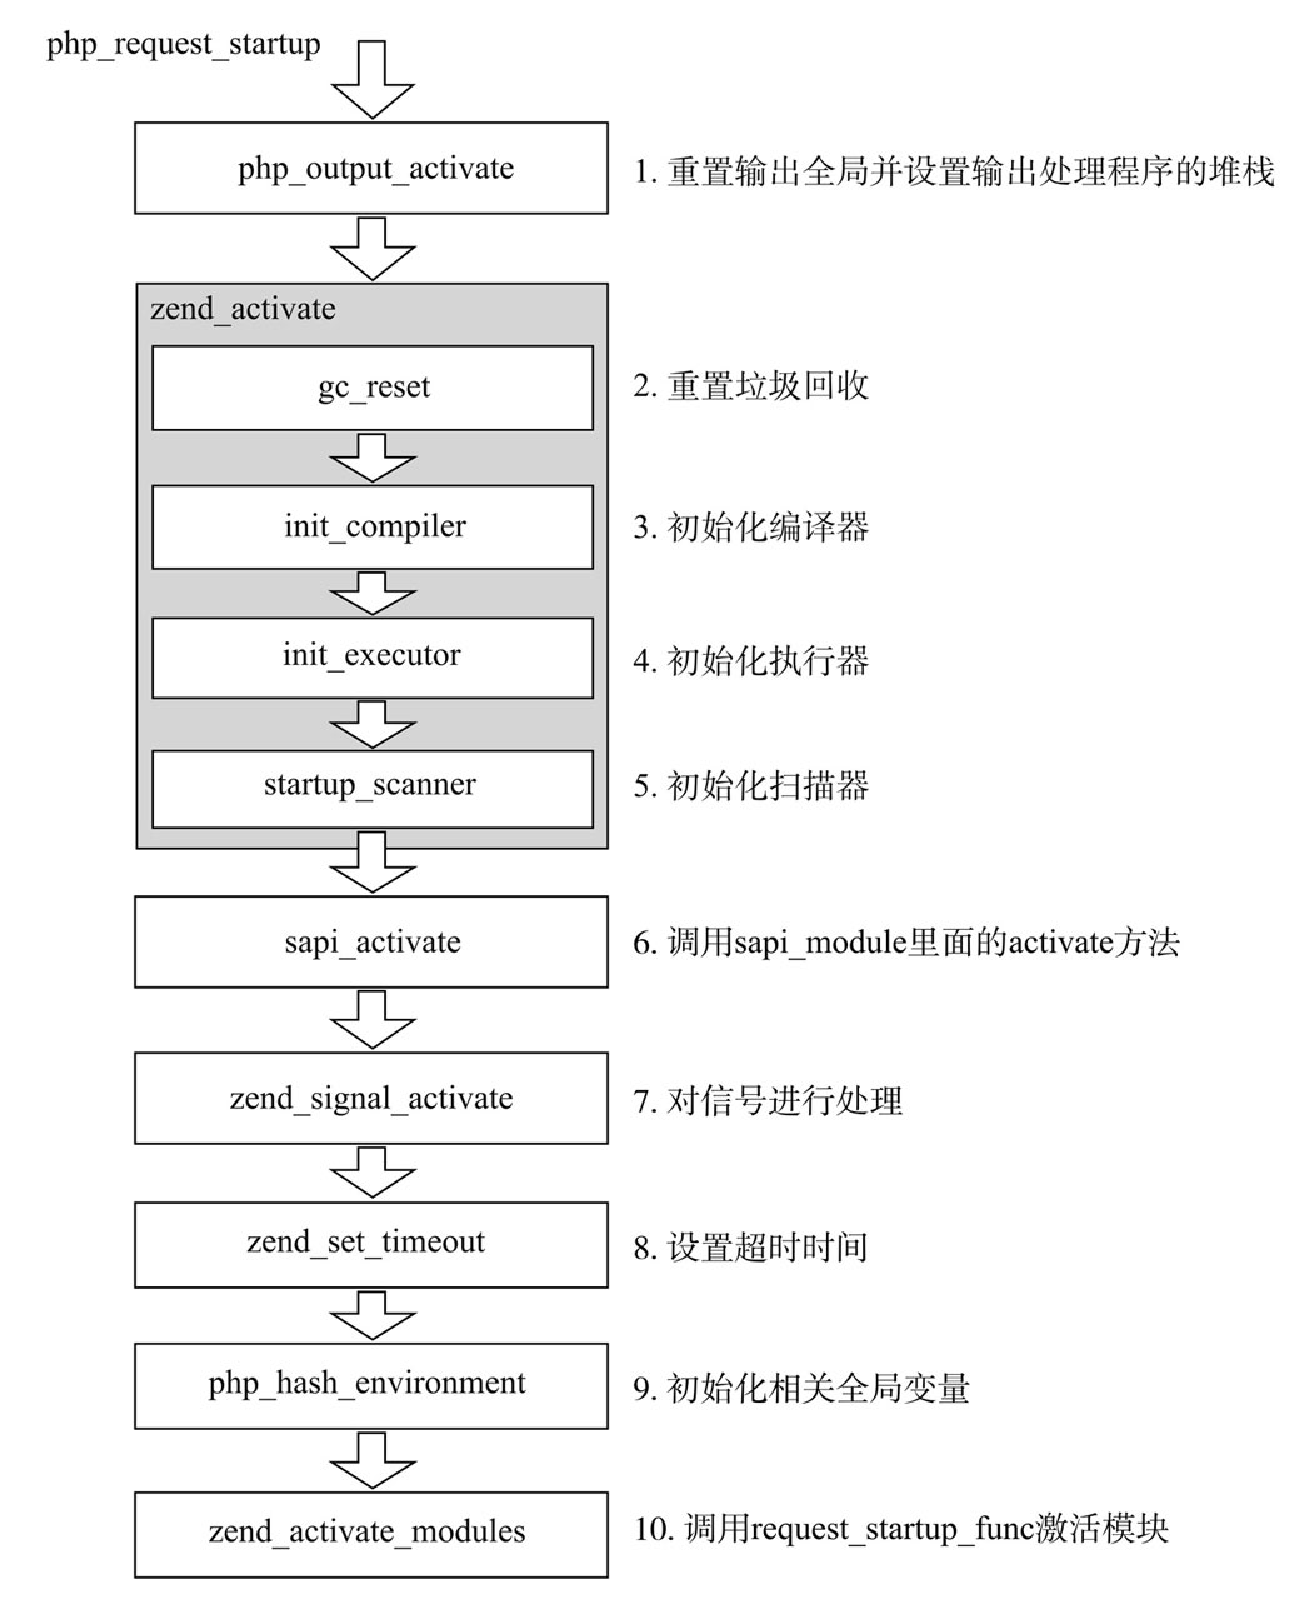 php_request_startup
php_output_activate
1. 重置输出全局并设置输出处理程序的堆栈
zend_activate
gc_reset
2. 重置垃圾回收
init_compiler
3. 初始化编译器
init_executor
4. 初始化执行器
startup_scanner
5. 初始化扫描器
sapi_activate
6. 调用sapi_module里面的activate方法
zend_signal_activate
7. 对信号进行处理
zend_set_timeout
8. 设置超时时间
php_hash_environment
9. 初始化相关全局变量
zend_activate_modules
10. 调用request_startup_func激活模块